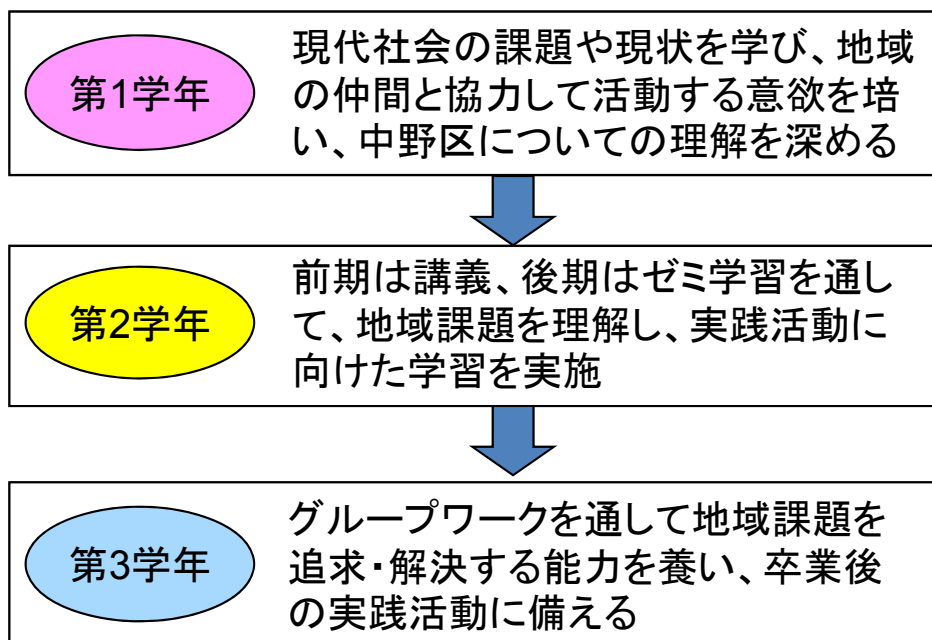 第1学年
現代社会の課題や現状を学び、地域
の仲間と協力して活動する意欲を培
い、中野区についての理解を深める
第2学年
前期は講義、後期はゼミ学習を通し
て、地域課題を理解し、実践活動に
向けた学習を実施
第3学年
グループワークを通して地域課題を
追求・解決する能力を養い、卒業後
の実践活動に備える